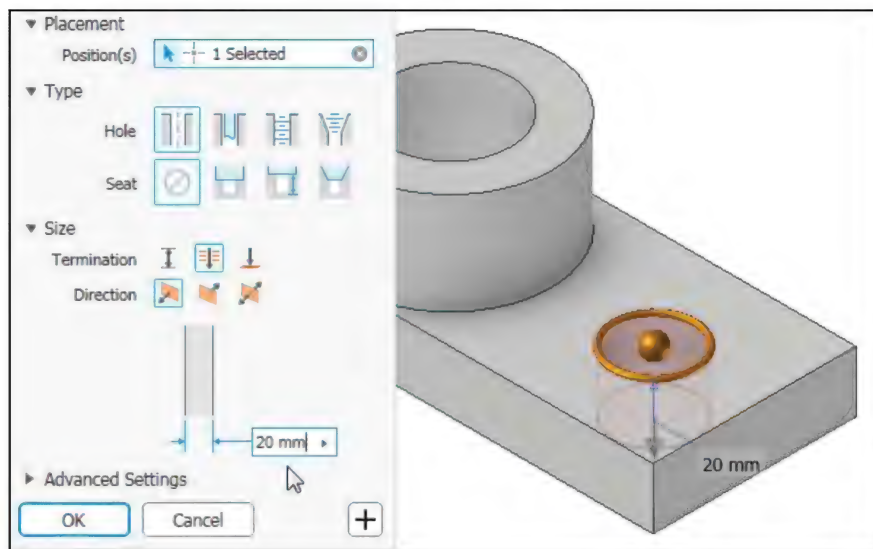 Placement
Position(s) 1 Selected
Type
Hole
Seat
Size
Termination
Direction
20 mm
20 mm
Advanced Settings
OK Cancel +